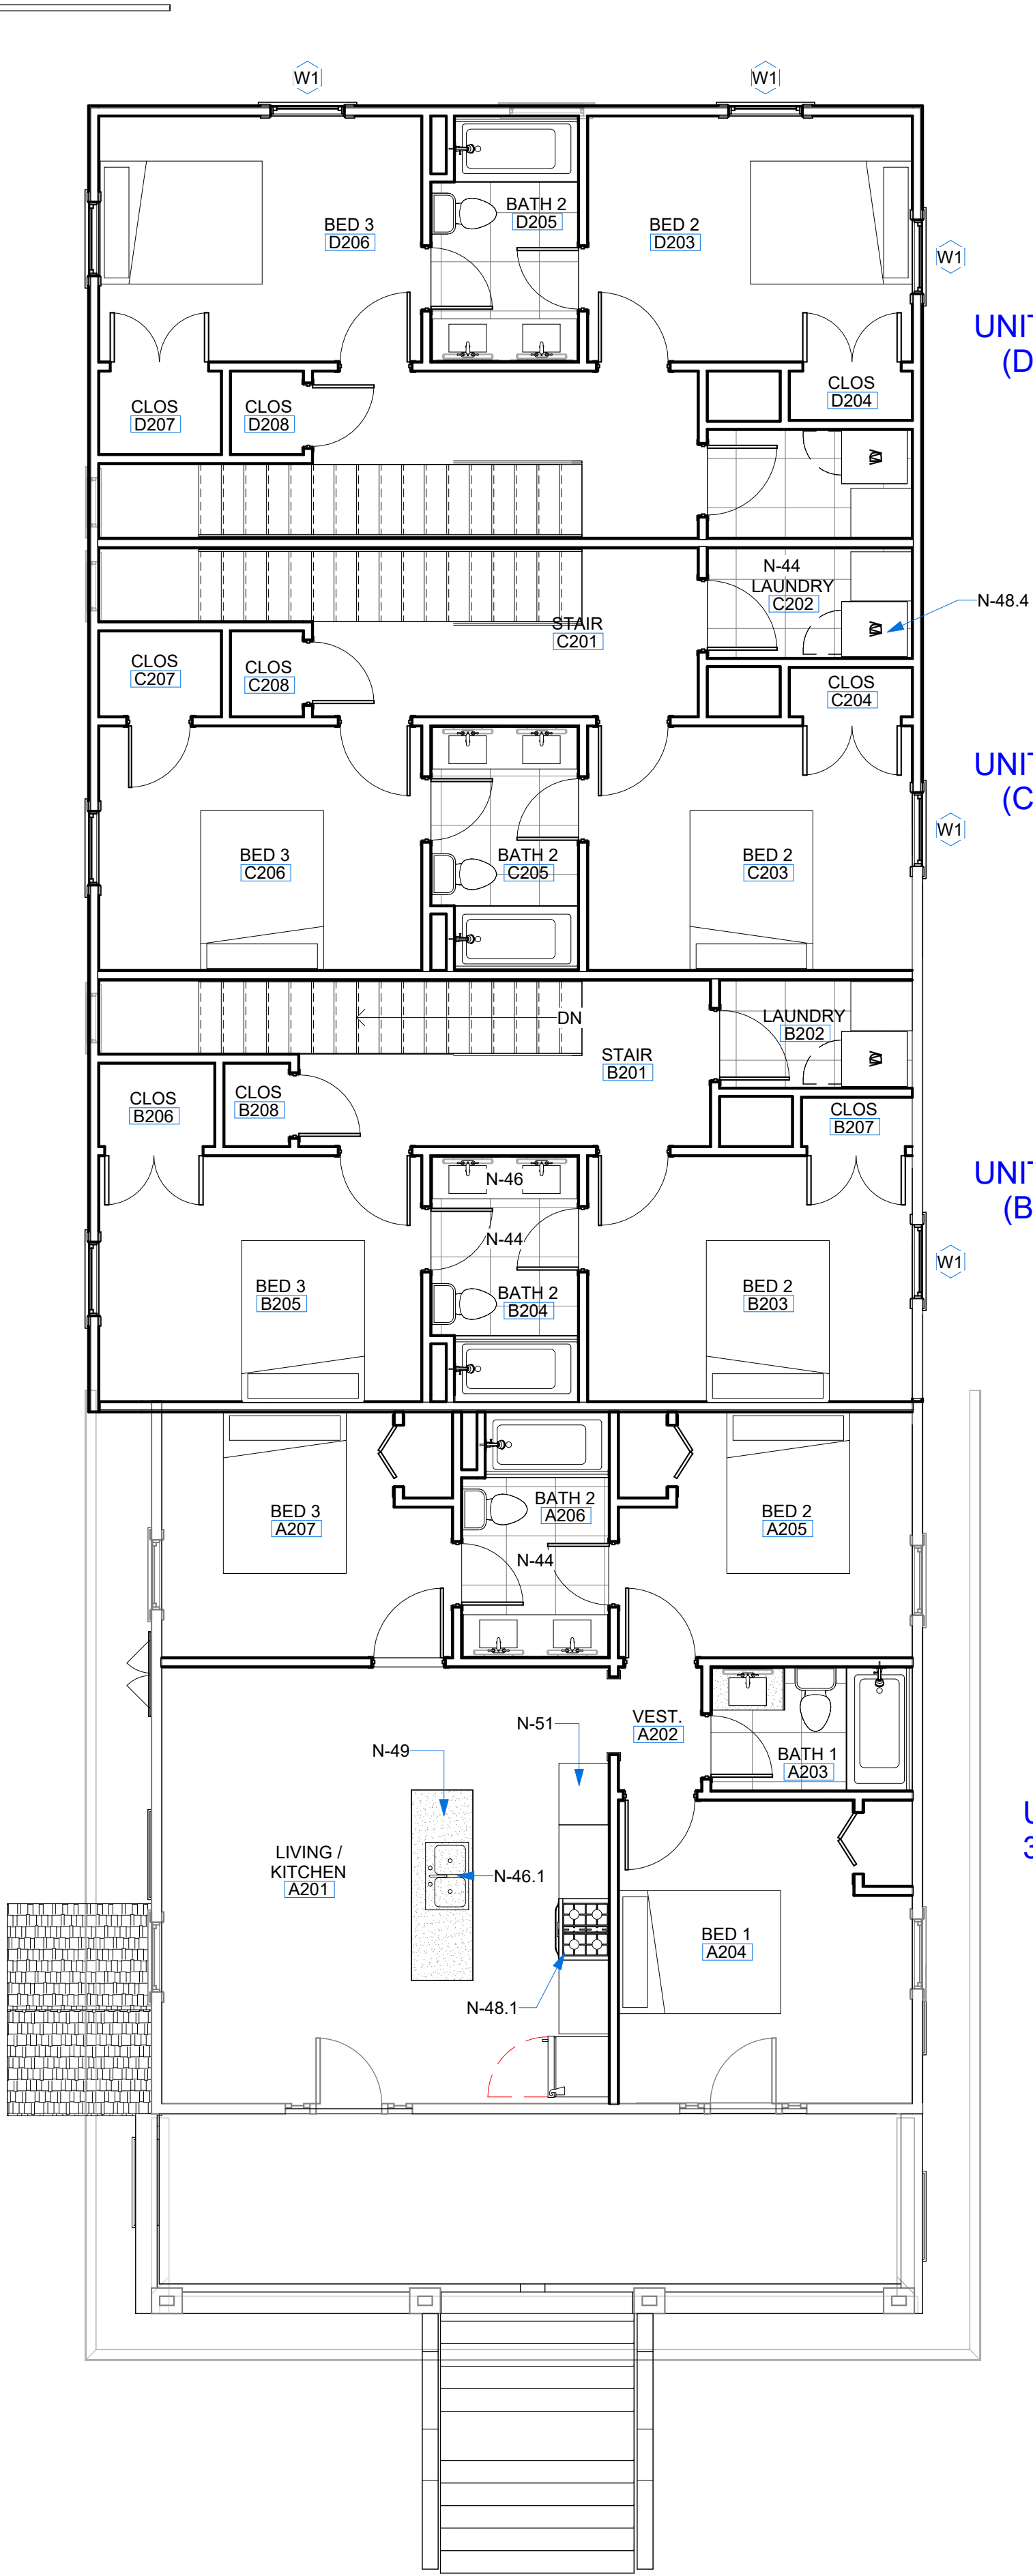 W1
W1
BATH 2
D205
BED 3
D206
BED 2
D203
W1
UNIT
(D
CLOS
D207
CLOS
D208
CLOS
D204
N-44
LAUNDRY
C202
N-48.4
STAIR
C201
CLOS
C207
CLOS
C208
CLOS
C204
UNIT
(C
W1
BED 3
C206
BATH 2
C205
BED 2
C203
DN
LAUNDRY
B202
STAIR
B201
CLOS
B206
CLOS
B208
CLOS
B207
N-46
UNIT
(B
N-44
W1
BED 3
B205
BATH 2
B204
BED 2
B203
BED 3
A207
BATH 2
A206
BED 2
A205
N-44
VEST.
A202
N-51
N-49
BATH 1
A203
U
3
LIVING /
KITCHEN
A201
N-46.1
BED 1
A204
N-48.1